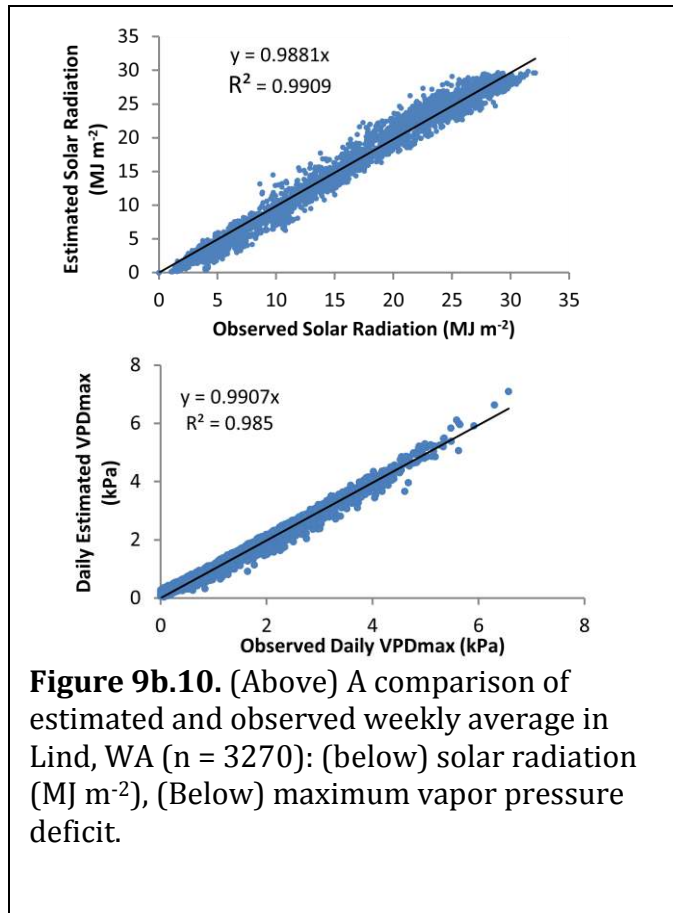 35
30
25
20
15
10
5
0
y = 0.9881x
R² = 0.9909
Estimated Solar Radiation
(MJ m⁻²)
0 5 10 15 20 25 30 35
Observed Solar Radiation (MJ m⁻²)
8
6
4
2
0
y = 0.9907x
R² = 0.985
Daily Estimated VPDmax
(kPa)
0 2 4 6 8
Observed Daily VPDmax (kPa)
Figure 9b.10. (Above) A comparison of
estimated and observed weekly average in
Lind, WA (n = 3270): (below) solar radiation
(MJ m⁻²), (Below) maximum vapor pressure
deficit.